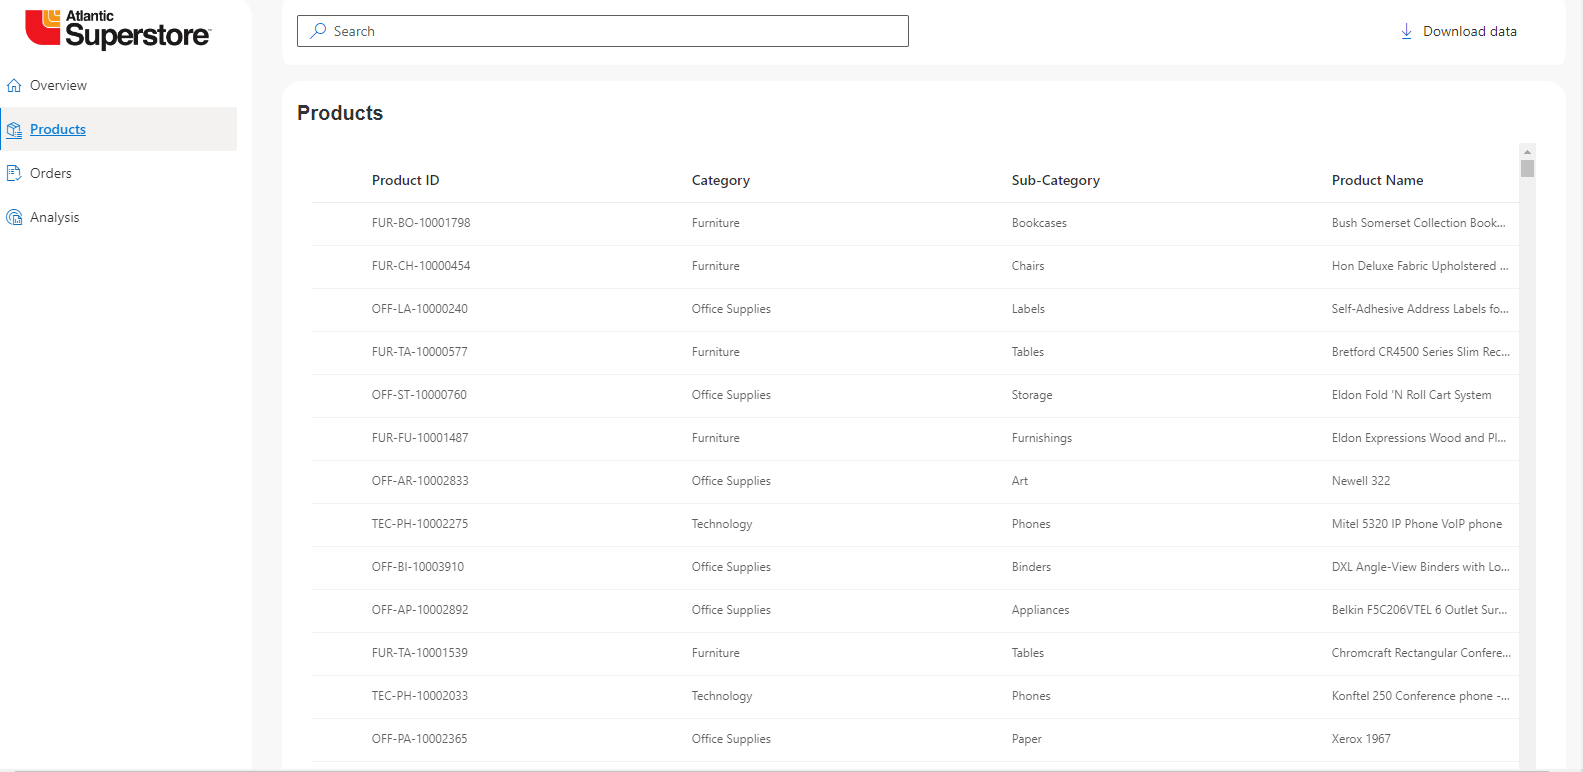 Atlantic
Superstore
Search
Download data
Overview
Products
Orders
Analysis
Products
Product ID Category Sub-Category Product Name
FUR-BO-10001798 Furniture Bookcases Bush Somerset Collection Book...
FUR-CH-10000454 Furniture Chairs Hon Deluxe Fabric Upholstered ...
OFF-LA-10000240 Office Supplies Labels Self-Adhesive Address Labels fo...
FUR-TA-10000577 Furniture Tables Bretford CR4500 Series Slim Rec...
OFF-ST-10000760 Office Supplies Storage Eldon Fold 'N Roll Cart System
FUR-FU-10001487 Furniture Furnishings Eldon Expressions Wood and Pl...
OFF-AR-10002833 Office Supplies Art Newell 322
TEC-PH-10002275 Technology Phones Mitel 5320 IP Phone VoIP phone
OFF-BI-10003910 Office Supplies Binders DXL Angle-View Binders with Lo...
OFF-AP-10002892 Office Supplies Appliances Belkin F5C206VTEL 6 Outlet Sur...
FUR-TA-10001539 Furniture Tables Chromcraft Rectangular Confere...
TEC-PH-10002033 Technology Phones Konftel 250 Conference phone -...
OFF-PA-10002365 Office Supplies Paper Xerox 1967